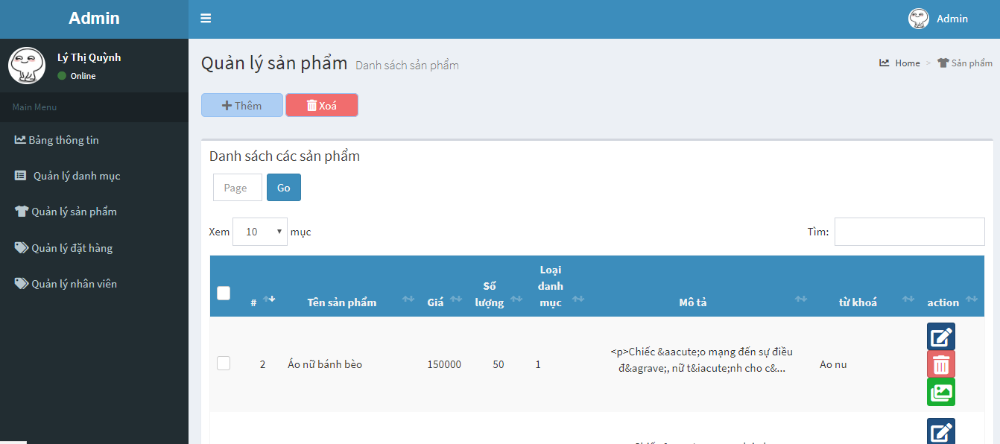 Admin
Admin
Lý Thị Quỳnh
Online
Main Menu
Bảng thông tin
Quản lý danh mục
Quản lý sản phẩm
Quản lý đặt hàng
Quản lý nhân viên
Quản lý sản phẩm Danh sách sản phẩm
Home > Sản phẩm
Thêm Xoá
Danh sách các sản phẩm
Page Go
Xem 10 mục
Tìm:
# Tên sản phẩm Giá Số lượng Loại danh mục Mô tả từ khoá action
2 Áo nữ bánh bèo 150000 50 1 <p>Chiếc &aacute;o mạng đến sự điều
đ&agrave;, nữ t&iacute;nh cho c&... Ao nu